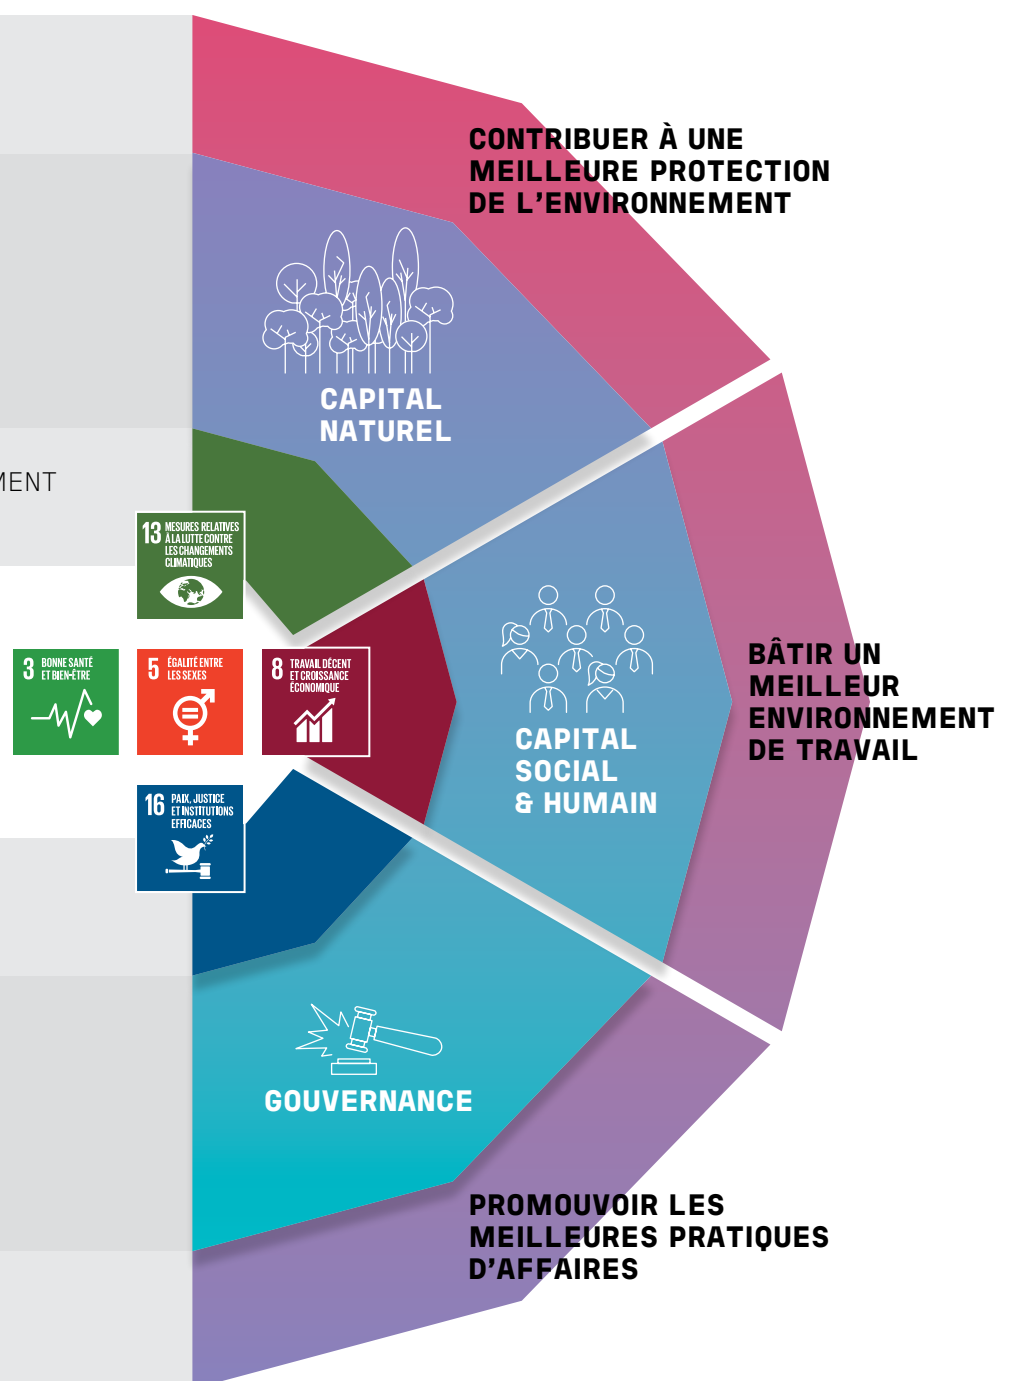 CONTRIBUER À UNE
MEILLEURE PROTECTION
DE L’ENVIRONNEMENT
CAPITAL
NATUREL
MENT
13 MESURES RELATIVES
À LA LUTTE CONTRE
LES CHANGEMENTS
CLIMATIQUES
3 BONNE SANTÉ
ET BIEN-ÊTRE
5 ÉGALITÉ ENTRE
LES SEXES
8 TRAVAIL DÉCENT
ET CROISSANCE
ÉCONOMIQUE
BÂTIR UN
MEILLEUR
ENVIRONNEMENT
DE TRAVAIL
CAPITAL
SOCIAL
& HUMAIN
16 PAIX, JUSTICE
ET INSTITUTIONS
EFFICACES
GOUVERNANCE
PROMOUVOIR LES
MEILLEURES PRATIQUES
D’AFFAIRES